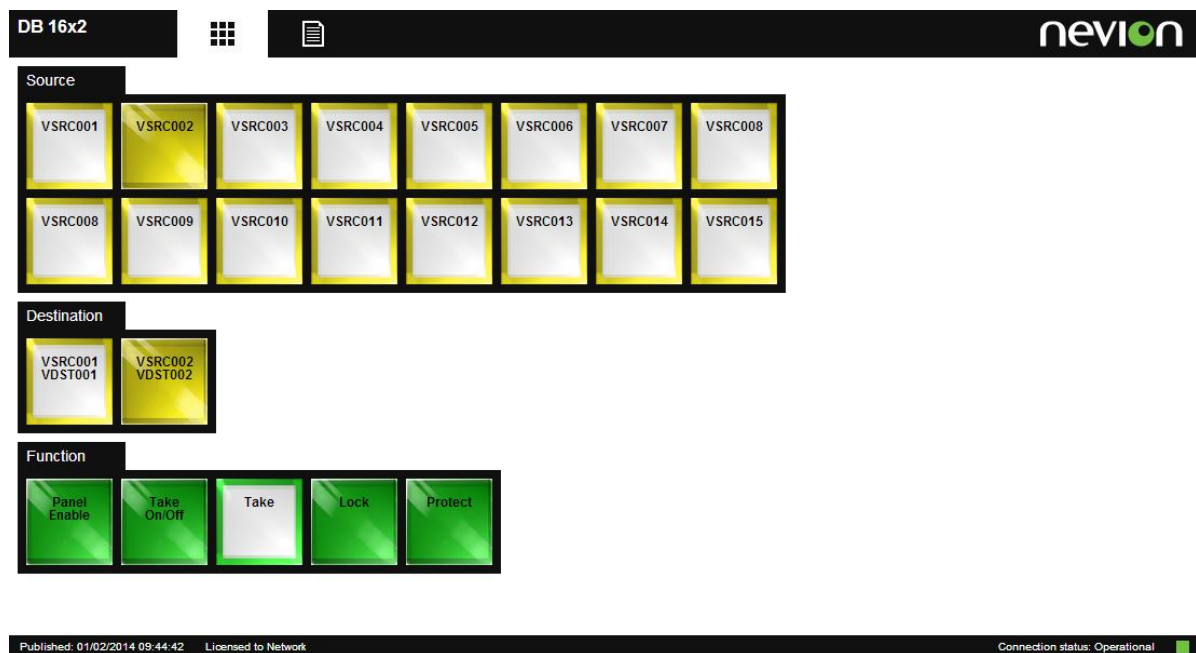 DB 16x2
nevion
Source
VSRC001 VSRC002 VSRC003 VSRC004 VSRC005 VSRC006 VSRC007 VSRC008
VSRC008 VSRC009 VSRC010 VSRC011 VSRC012 VSRC013 VSRC014 VSRC015
Destination
VSRC001 VSRC002
VDST001 VDST002
Function
Panel Take Take Lock Protect
Enable On/Off
Published: 01/02/2014 09:44:42 Licensed to Network Connection status: Operational